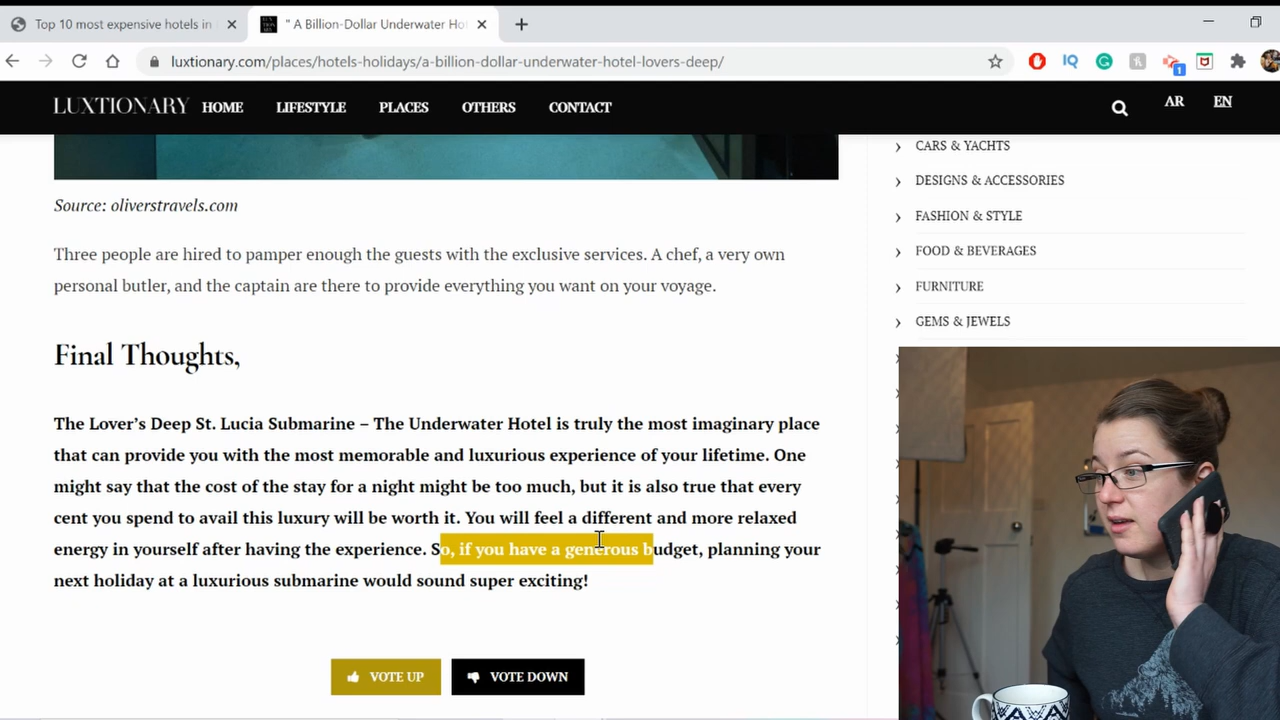 Top 10 most expensive hotels in
" A Billion-Dollar Underwater Hot
luxtionary.com/places/hotels-holidays/a-billion-dollar-underwater-hotel-lovers-deep/
IQ
1
LUXTIONARY HOME LIFESTYLE PLACES OTHERS CONTACT AR EN
Source: oliverstravels.com
Three people are hired to pamper enough the guests with the exclusive services. A chef, a very own
personal butler, and the captain are there to provide everything you want on your voyage.
Final Thoughts,
The Lover's Deep St. Lucia Submarine – The Underwater Hotel is truly the most imaginary place
that can provide you with the most memorable and luxurious experience of your lifetime. One
might say that the cost of the stay for a night might be too much, but it is also true that every
cent you spend to avail this luxury will be worth it. You will feel a different and more relaxed
energy in yourself after having the experience. So, if you have a generous budget, planning your
next holiday at a luxurious submarine would sound super exciting!
VOTE UP
VOTE DOWN
CARS & YACHTS
DESIGNS & ACCESSORIES
FASHION & STYLE
FOOD & BEVERAGES
FURNITURE
GEMS & JEWELS